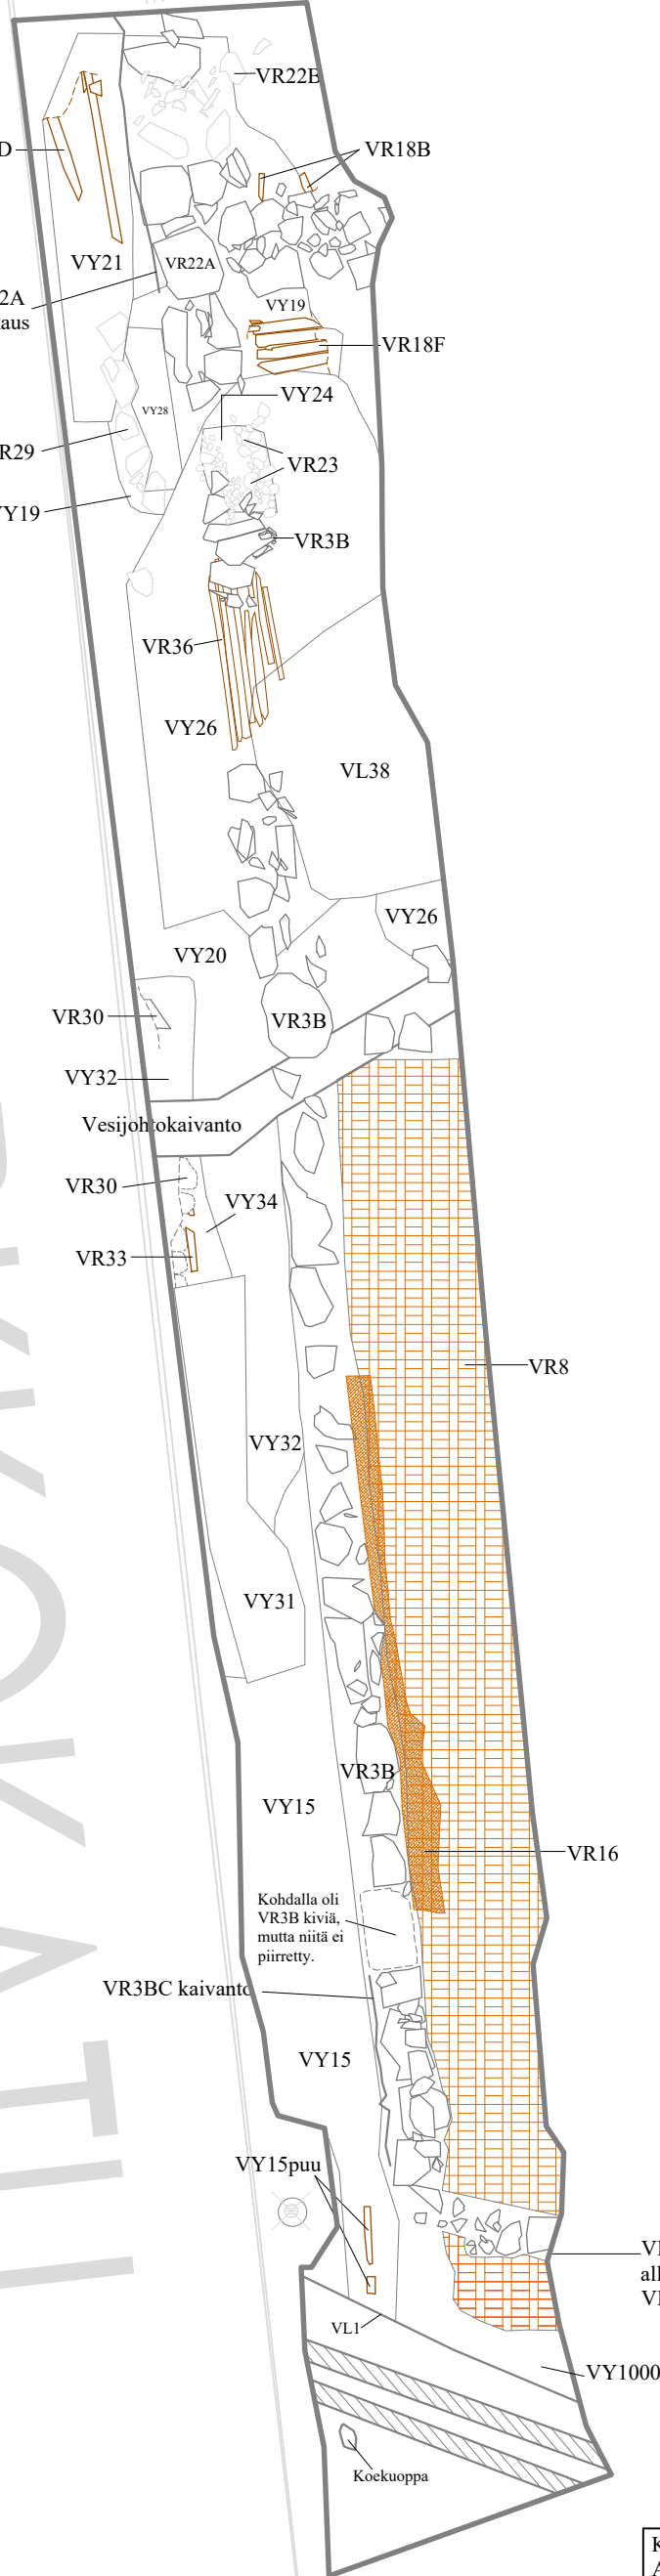 VR22B
D
VR18B
VY21
VR22A
2A
kaus
VY19
VR18F
VY24
VY28
R29
VR23
VY19
VR3B
VR36
VY26
VL38
VY26
VY20
VR30
VR3B
VY32
Vesijohtokaivanto
VR30
VY34
VR33
VR8
VY32
VY31
VR3B
VY15
VR16
Kohdalla oli
VR3B kiviä,
mutta niitä ei
piirretty.
VR3BC kaivanto
VY15
VY15puu
VL1
VY1000
Koekuoppa